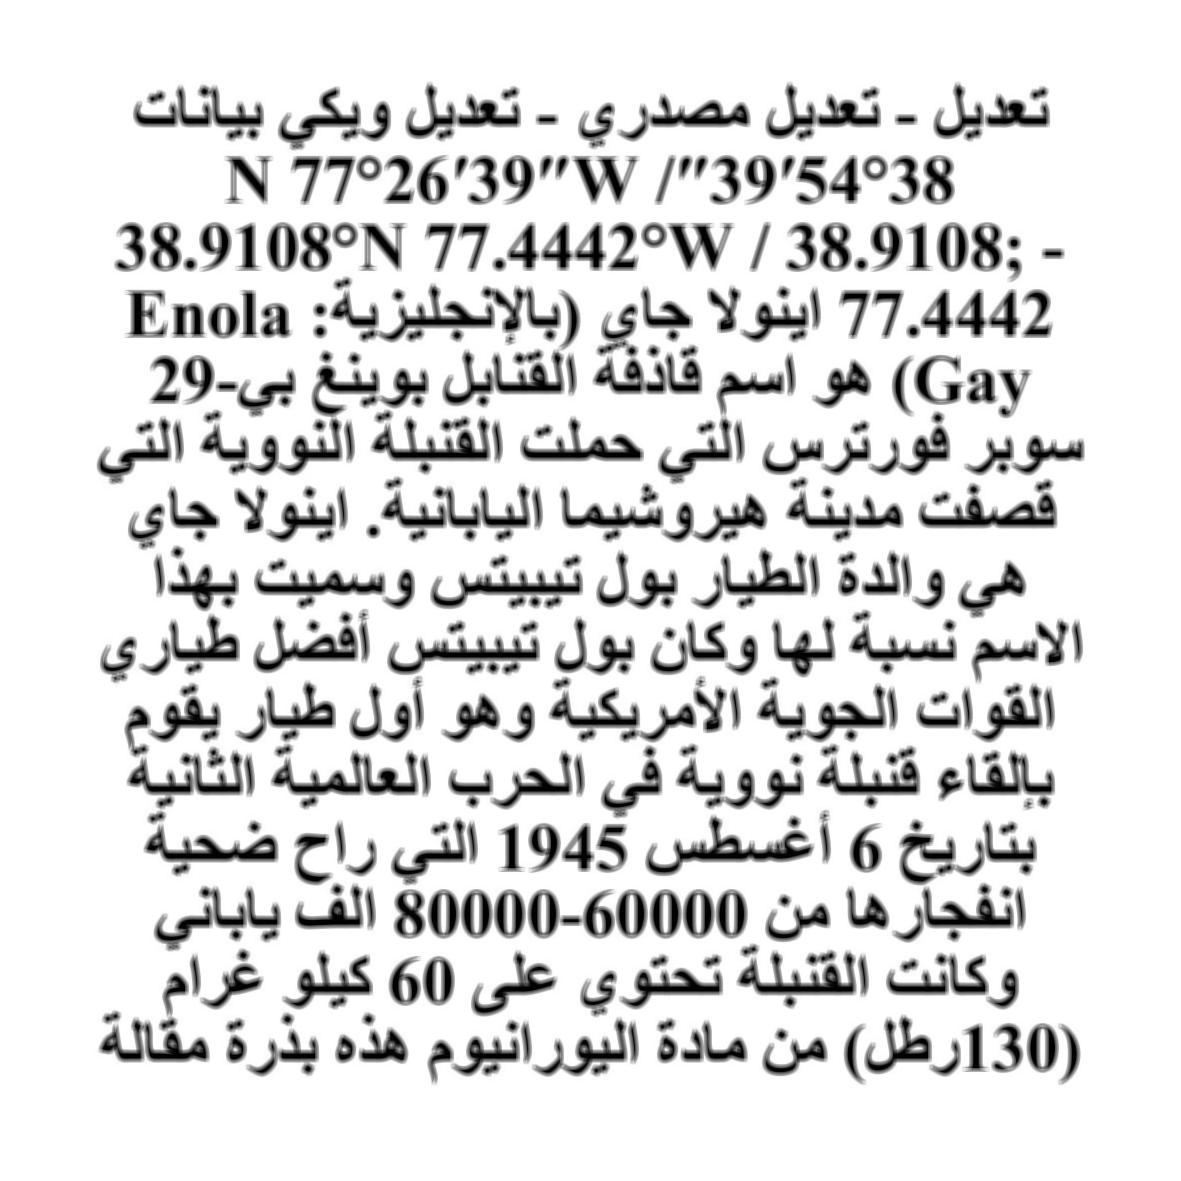 تعديل - تعديل مصدري - تعديل ويكي بيانات
38°54′39″N 77°26′39″W /
38.9108°N 77.4442°W / 38.9108; -
77.4442 اينولا جاي (بالإنجليزية: Enola
Gay) هو اسم قاذفة القنابل بوينغ بي-29
سوبر فورترس التي حملت القنبلة النووية التي
قصفت مدينة هيروشيما اليابانية. اينولا جاي
هي والدة الطيار بول تيبيتس وسميت بهذا
الاسم نسبة لها وكان بول تيبيتس أفضل طياري
القوات الجوية الأمريكية وهو أول طيار يقوم
بإلقاء قنبلة نووية في الحرب العالمية الثانية
بتاريخ 6 أغسطس 1945 التي راح ضحية
انفجارها من 60000-80000 الف ياباني
وكانت القنبلة تحتوي على 60 كيلو غرام
(130رطل) من مادة اليورانيوم هذه بذرة مقالة